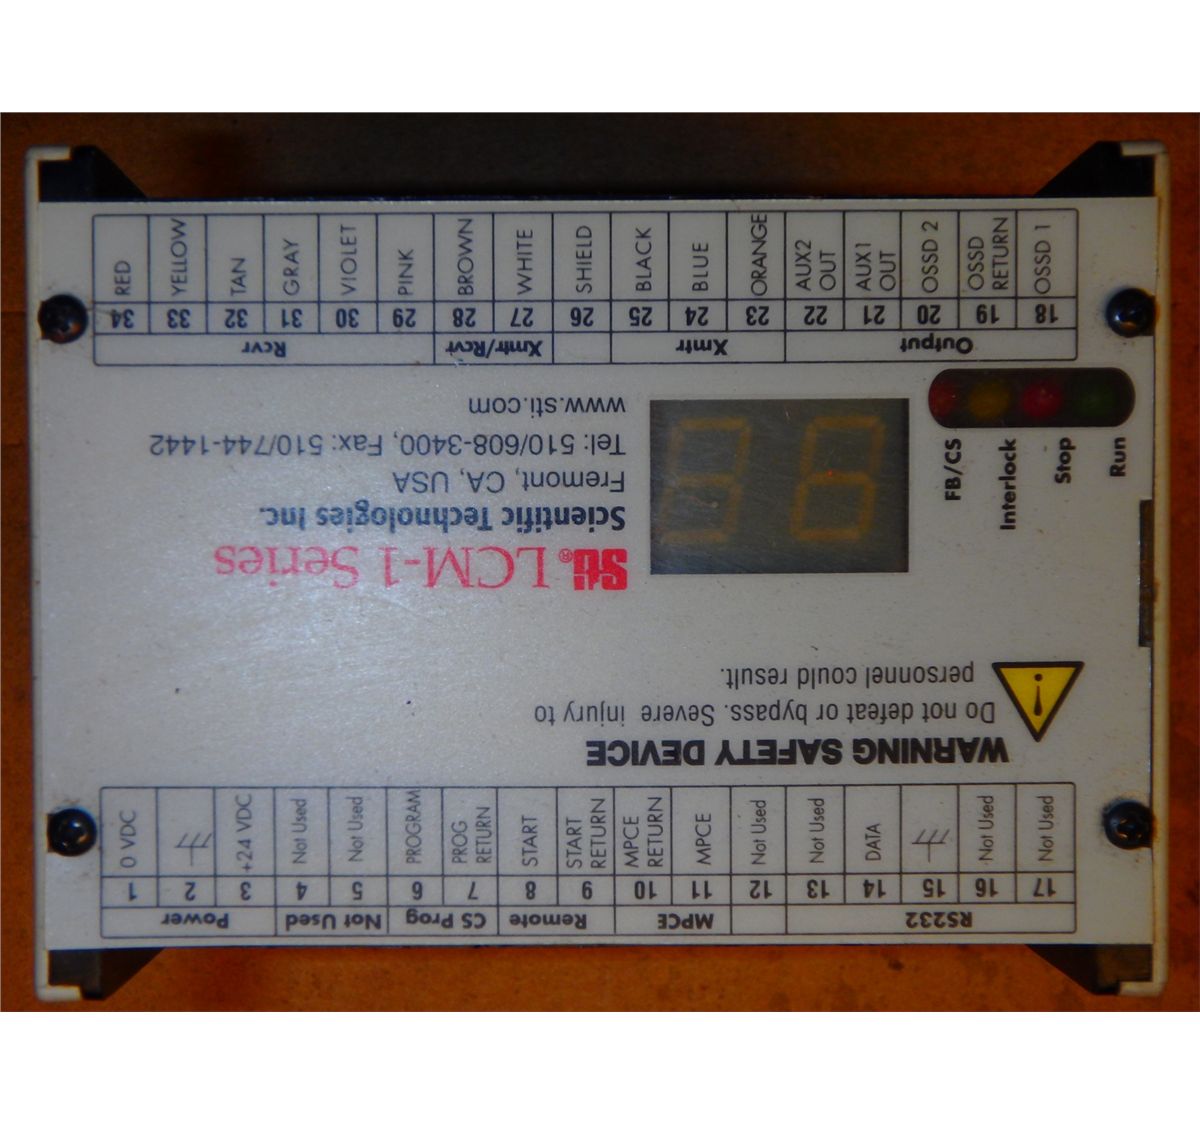 RS232 MPCE Remote CS Prog Not Used Power
17 16 15 14 13 12 11 10 9 8 7 6 5 4 3 2 1
Not Used
Not Used
DATA
Not Used
Not Used
MPCE
MPCE
RETURN
START
RETURN
START
PROG
RETURN
PROGRAM
Not Used
Not Used
+24 VDC
0 VDC
WARNING SAFETY DEVICE
Do not defeat or bypass. Severe injury to
personnel could result.
Sti® LCM-1 Series
Scientific Technologies Inc.
Fremont, CA, USA
Tel: 510/608-3400, Fax: 510/744-1442
www.sti.com
Run
Stop
Interlock
FB/CS
Output Xmtr Xmtr/Rcvr Rcvr
18 19 20 21 22 23 24 25 26 27 28 29 30 31 32 33 34
OSSD 1
OSSD
RETURN
OSSD 2
AUX1
OUT
AUX2
OUT
ORANGE
BLUE
BLACK
SHIELD
WHITE
BROWN
PINK
VIOLET
GRAY
TAN
YELLOW
RED